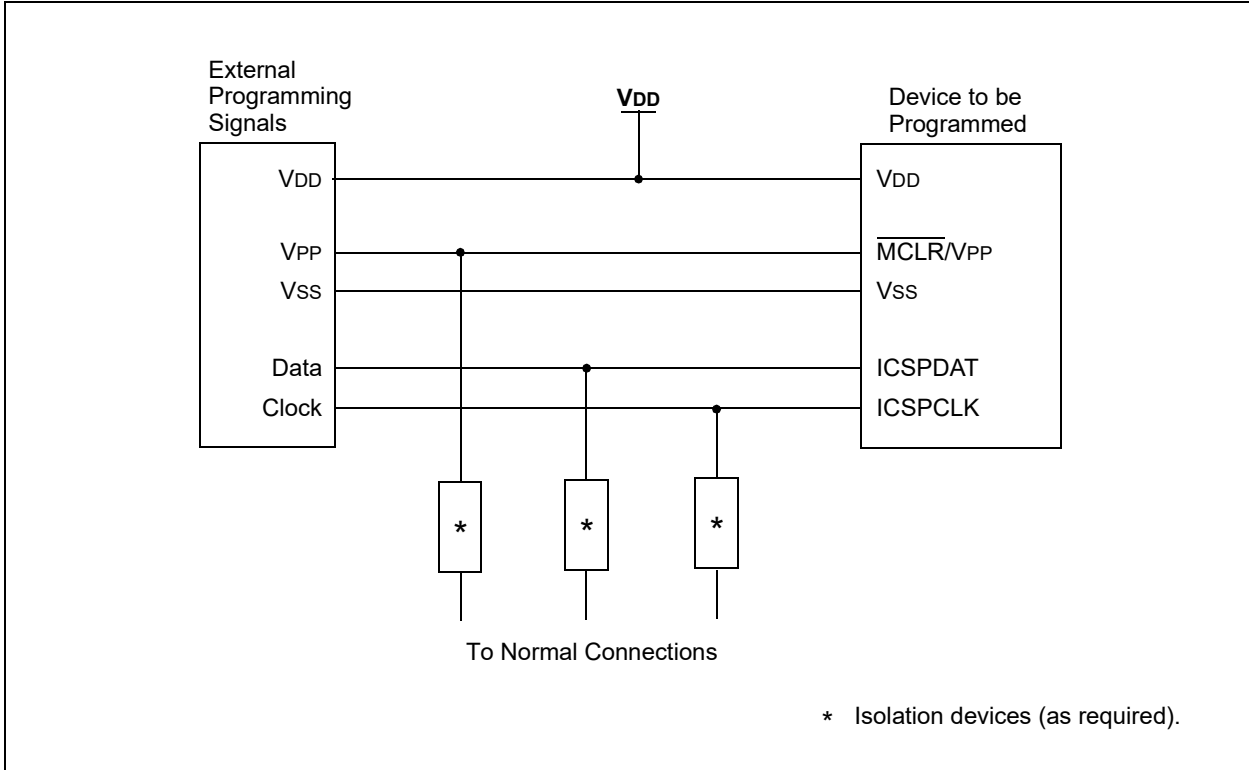 External
Programming
Signals
VDD
Device to be
Programmed
VDD
VDD
VPP
MCLR/VPP
VSS
VSS
Data
ICSPDAT
Clock
ICSPCLK
*
*
*
To Normal Connections
* Isolation devices (as required).